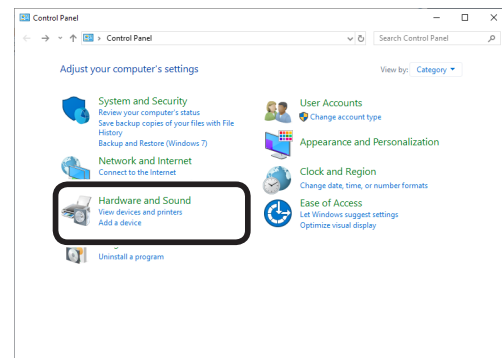 Control Panel
Control Panel
Search Control Panel
Adjust your computer's settings
View by: Category
System and Security
Review your computer's status
Save backup copies of your files with File
History
Backup and Restore (Windows 7)
Network and Internet
Connect to the Internet
Hardware and Sound
View devices and printers
Add a device
Uninstall a program
User Accounts
Change account type
Appearance and Personalization
Clock and Region
Change date, time, or number formats
Ease of Access
Let Windows suggest settings
Optimize visual display